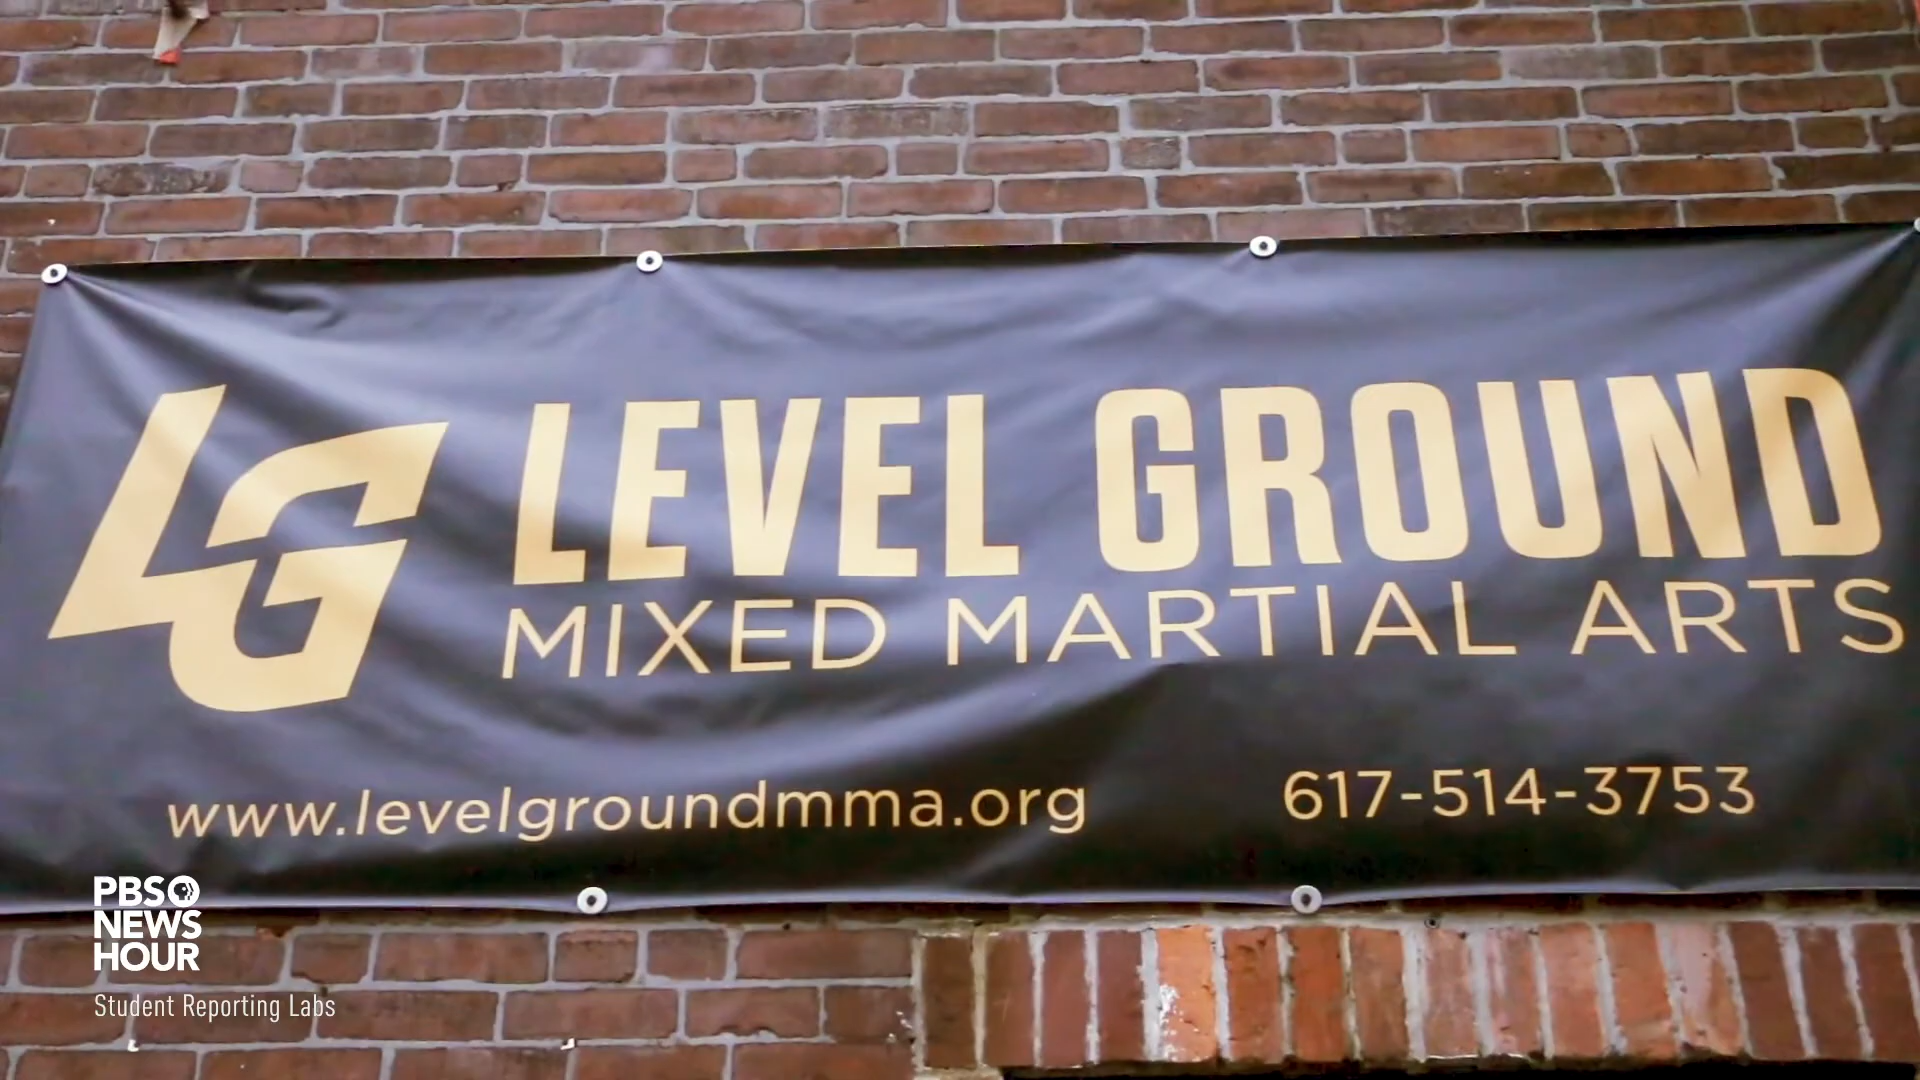 LG
LEVEL GROUND
MIXED MARTIAL ARTS
www.levelgroundmma.org 617-514-3753
PBS
NEWS
HOUR
Student Reporting Labs